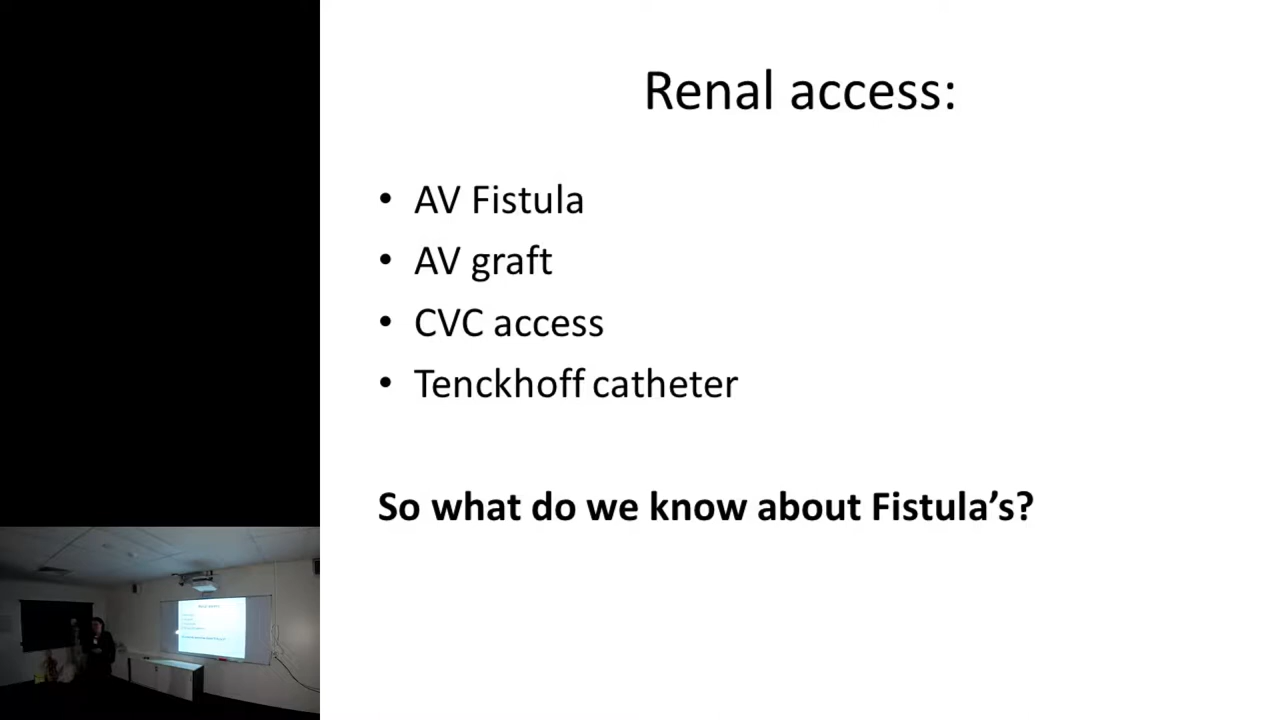 Renal access:
• AV Fistula
• AV graft
• CVC access
• Tenckhoff catheter
So what do we know about Fistula's?